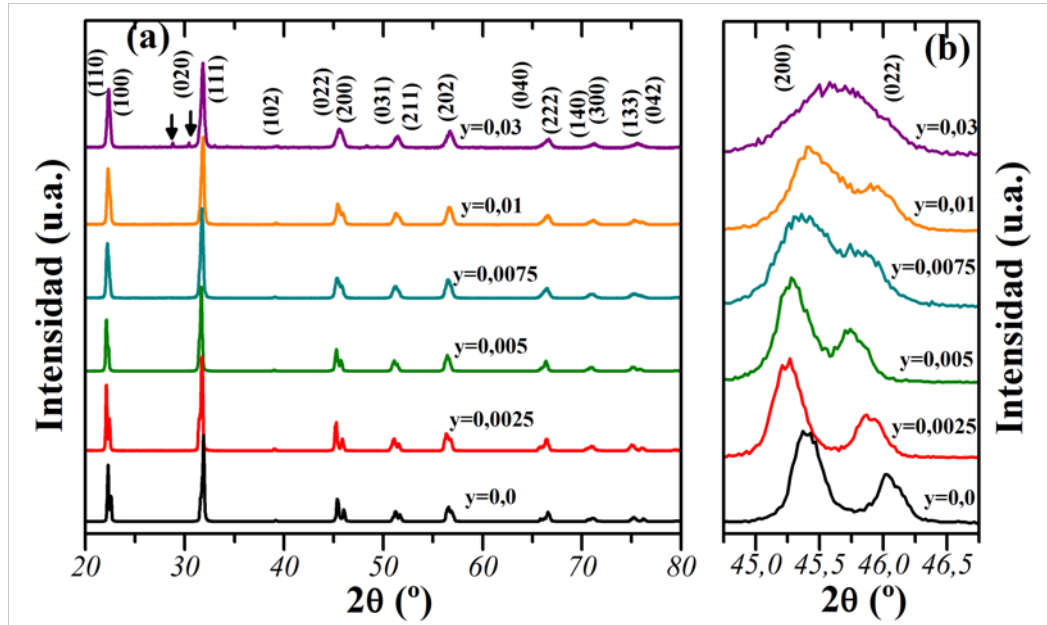 (a)
(110)
(100)
(020)
(111)
(102)
(022)
(200)
(031)
(211)
(202)
(040)
(222)
(140)
(300)
(133)
(042)
y=0,03
y=0,01
y=0,0075
y=0,005
y=0,0025
y=0,0
Intensidad (u.a.)
20 30 40 50 60 70 80
2θ (º)
(b)
(200)
(022)
y=0,03
y=0,01
y=0,0075
y=0,005
y=0,0025
y=0,0
Intensidad (u.a.)
45,0 45,5 46,0 46,5
2θ (º)